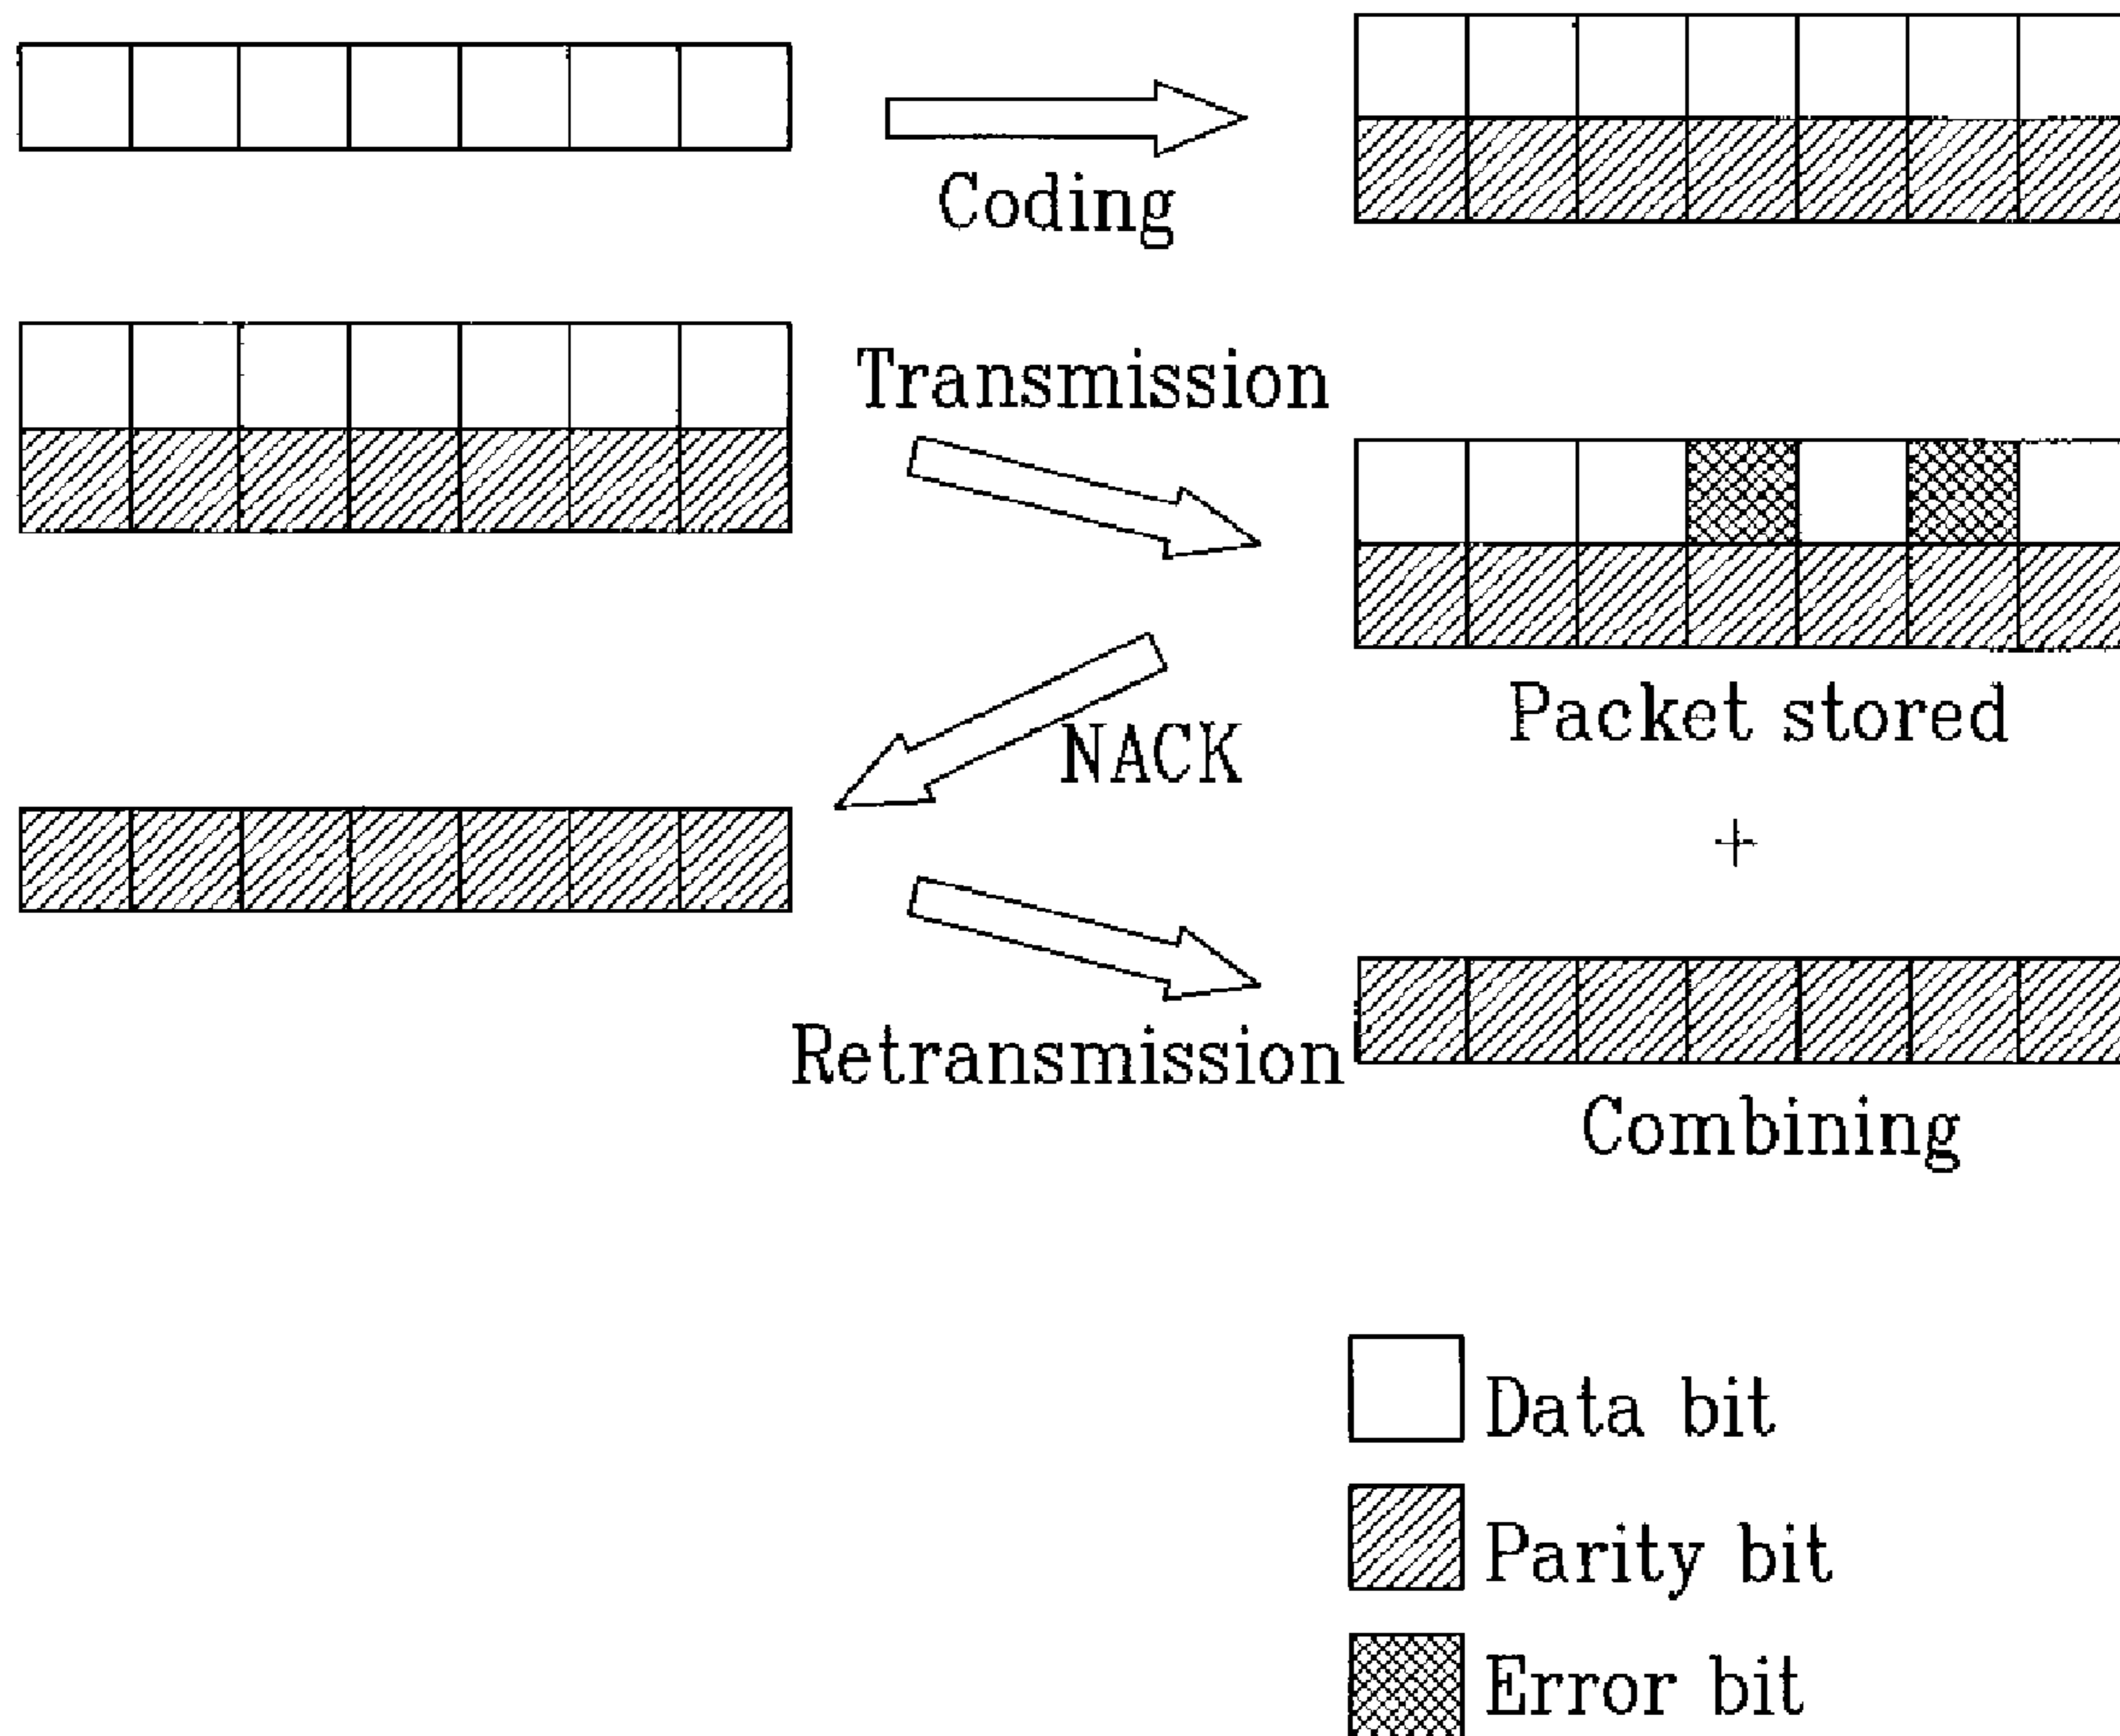 Coding
Transmission
Packet stored
NACK
+
Retransmission
Combining
Data bit
Parity bit
Error bit